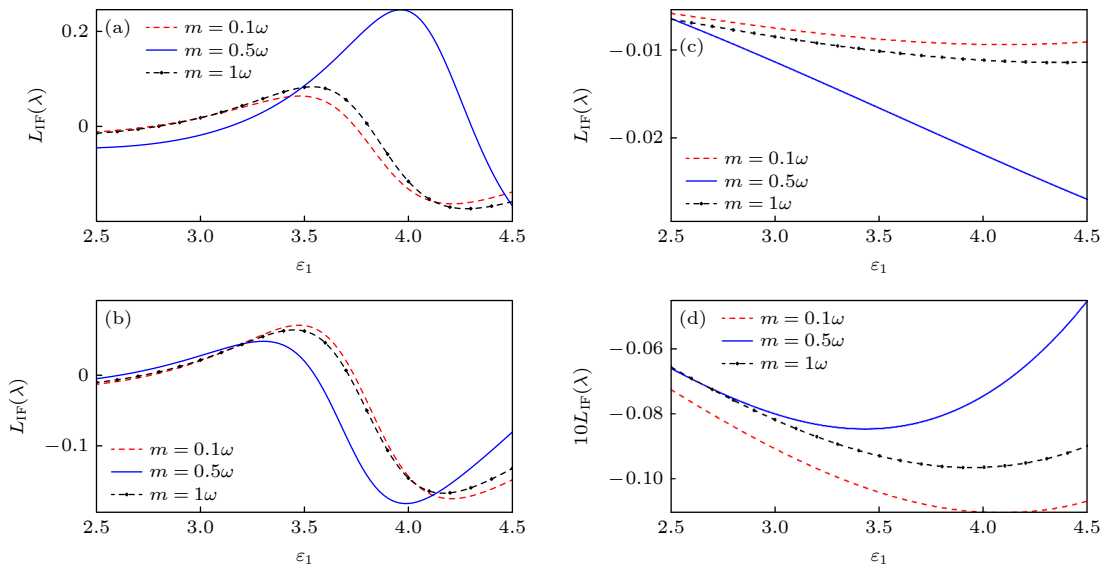 (a)
m = 0.1ω
m = 0.5ω
m = 1ω
0.2
0
L_IF(λ)
2.5 3.0 3.5 4.0 4.5
ε₁
(c)
−0.01
−0.02
L_IF(λ)
m = 0.1ω
m = 0.5ω
m = 1ω
2.5 3.0 3.5 4.0 4.5
ε₁
(b)
0
−0.1
L_IF(λ)
m = 0.1ω
m = 0.5ω
m = 1ω
2.5 3.0 3.5 4.0 4.5
ε₁
(d)
m = 0.1ω
m = 0.5ω
m = 1ω
−0.06
−0.08
−0.10
10L_IF(λ)
2.5 3.0 3.5 4.0 4.5
ε₁